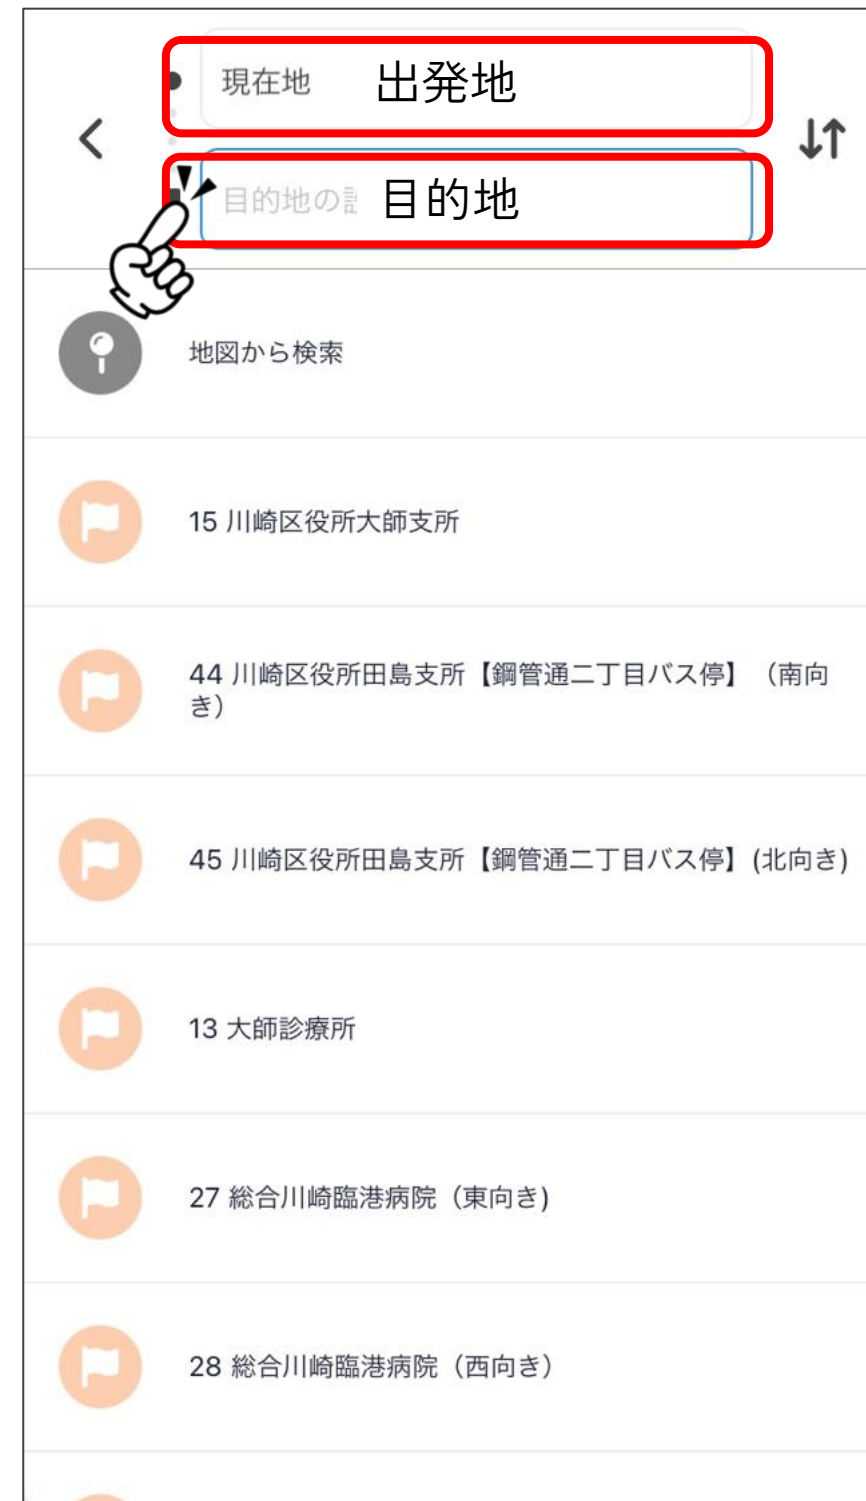 現在地 出発地
目的地の 目的地
地図から検索
15 川崎区役所大師支所
44 川崎区役所田島支所【鋼管通二丁目バス停】（南向
き）
45 川崎区役所田島支所【鋼管通二丁目バス停】(北向き)
13 大師診療所
27 総合川崎臨港病院（東向き)
28 総合川崎臨港病院（西向き）